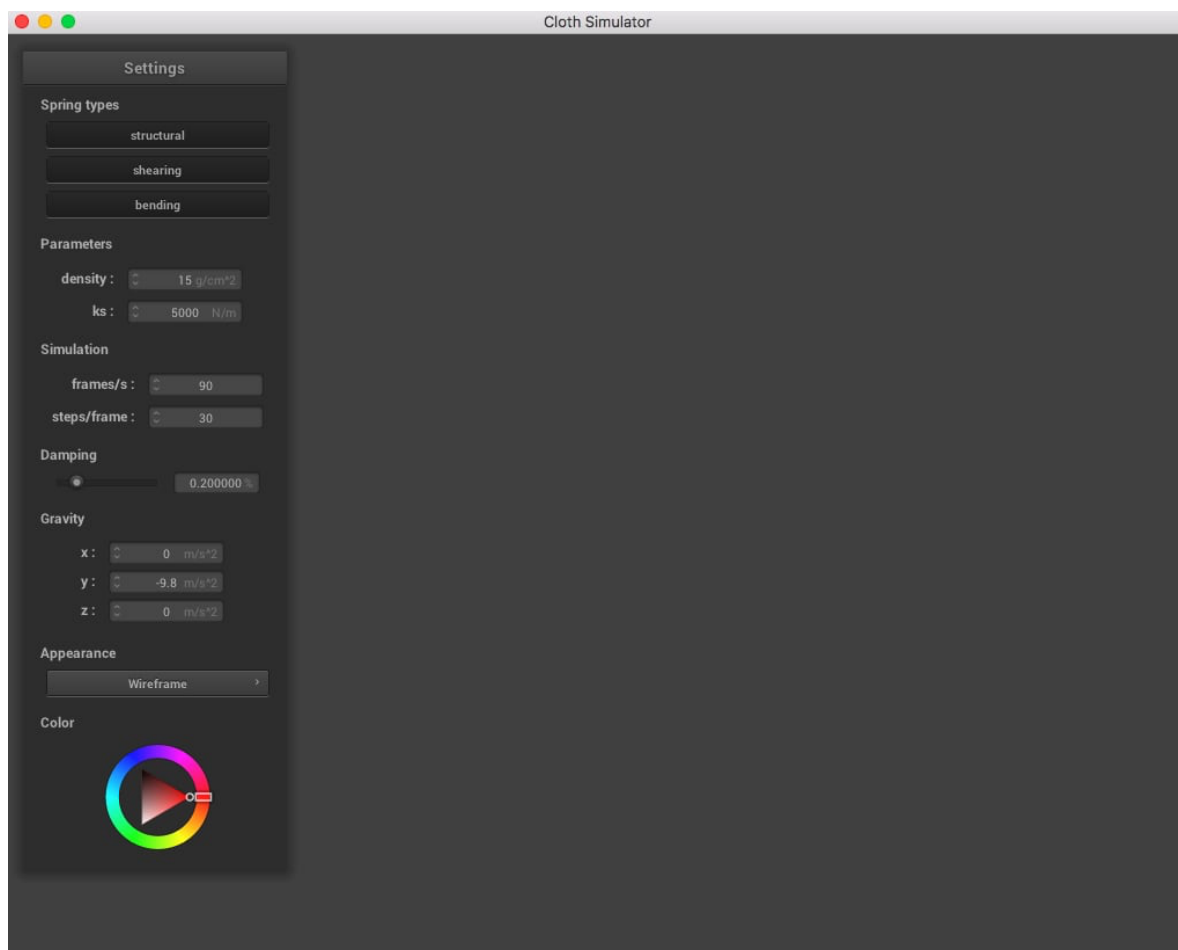 Cloth Simulator
Settings
Spring types
structural
shearing
bending
Parameters
density : 15 g/cm^2
ks : 5000 N/m
Simulation
frames/s : 90
steps/frame : 30
Damping
0.200000 %
Gravity
x : 0 m/s^2
y : -9.8 m/s^2
z : 0 m/s^2
Appearance
Wireframe
Color